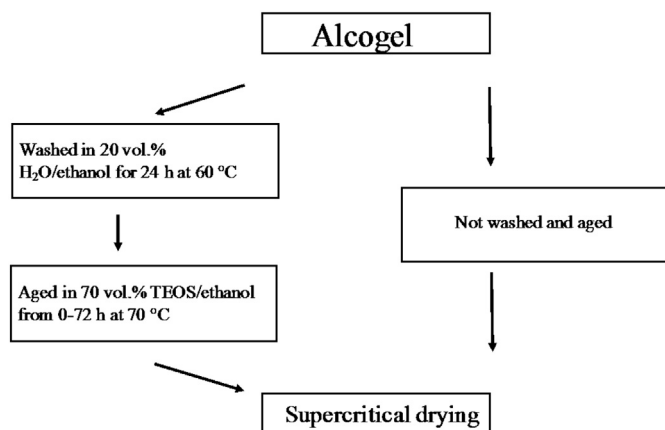 Alcogel
Washed in 20 vol.%
H₂O/ethanol for 24 h at 60 °C
Not washed and aged
Aged in 70 vol.% TEOS/ethanol
from 0-72 h at 70 °C
Supercritical drying